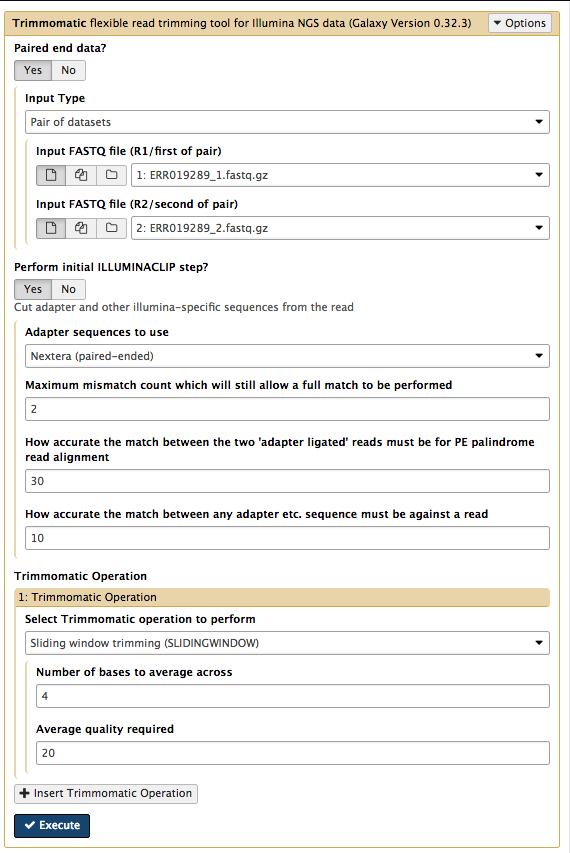 Trimmomatic flexible read trimming tool for Illumina NGS data (Galaxy Version 0.32.3) Options
Paired end data?
Yes No
Input Type
Pair of datasets
Input FASTQ file (R1/first of pair)
1: ERR019289_1.fastq.gz
Input FASTQ file (R2/second of pair)
2: ERR019289_2.fastq.gz
Perform initial ILLUMINACLIP step?
Yes No
Cut adapter and other illumina-specific sequences from the read
Adapter sequences to use
Nextera (paired-ended)
Maximum mismatch count which will still allow a full match to be performed
2
How accurate the match between the two 'adapter ligated' reads must be for PE palindrome
read alignment
30
How accurate the match between any adapter etc. sequence must be against a read
10
Trimmomatic Operation
1: Trimmomatic Operation
Select Trimmomatic operation to perform
Sliding window trimming (SLIDINGWINDOW)
Number of bases to average across
4
Average quality required
20
Insert Trimmomatic Operation
Execute